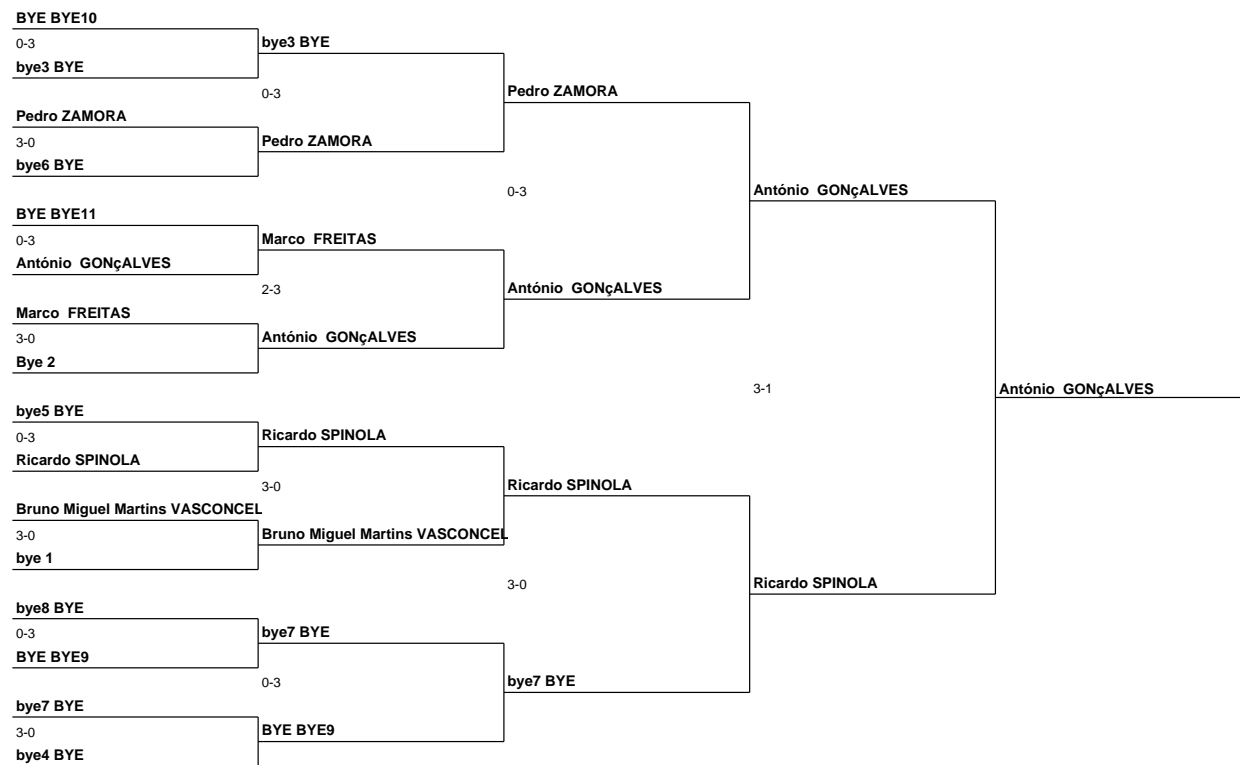 BYE BYE10
0-3
bye3 BYE
Pedro ZAMORA
3-0
bye6 BYE
BYE BYE11
0-3
António  GONçALVES
Marco  FREITAS
3-0
Bye 2
bye5 BYE
0-3
Ricardo SPINOLA
Bruno Miguel Martins VASCONCEL
3-0
bye 1
bye8 BYE
0-3
BYE BYE9
bye7 BYE
3-0
bye4 BYE
bye3 BYE
0-3
Pedro ZAMORA
Marco  FREITAS
2-3
António  GONçALVES
Ricardo SPINOLA
3-0
Bruno Miguel Martins VASCONCEL
bye7 BYE
0-3
BYE BYE9
Pedro ZAMORA
0-3
António  GONçALVES
Ricardo SPINOLA
3-0
bye7 BYE
António  GONçALVES
3-1
Ricardo SPINOLA
António  GONçALVES